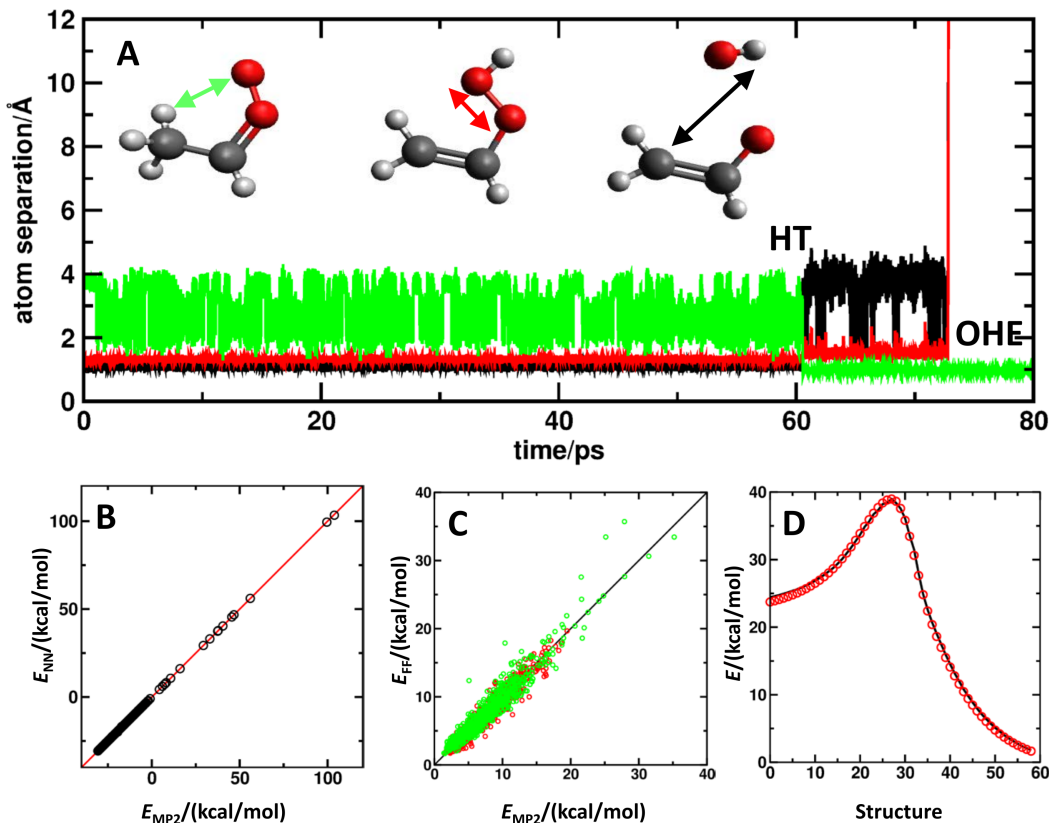 A
12
10
8
6
4
2
0
atom separation/Å
HT
OHE
0 20 40 60 80
time/ps
B
100
50
0
E_NN/(kcal/mol)
0 50 100
E_MP2/(kcal/mol)
C
40
30
20
10
0
E_FF/(kcal/mol)
0 10 20 30 40
E_MP2/(kcal/mol)
D
40
30
20
10
0
E/(kcal/mol)
0 10 20 30 40 50 60
Structure